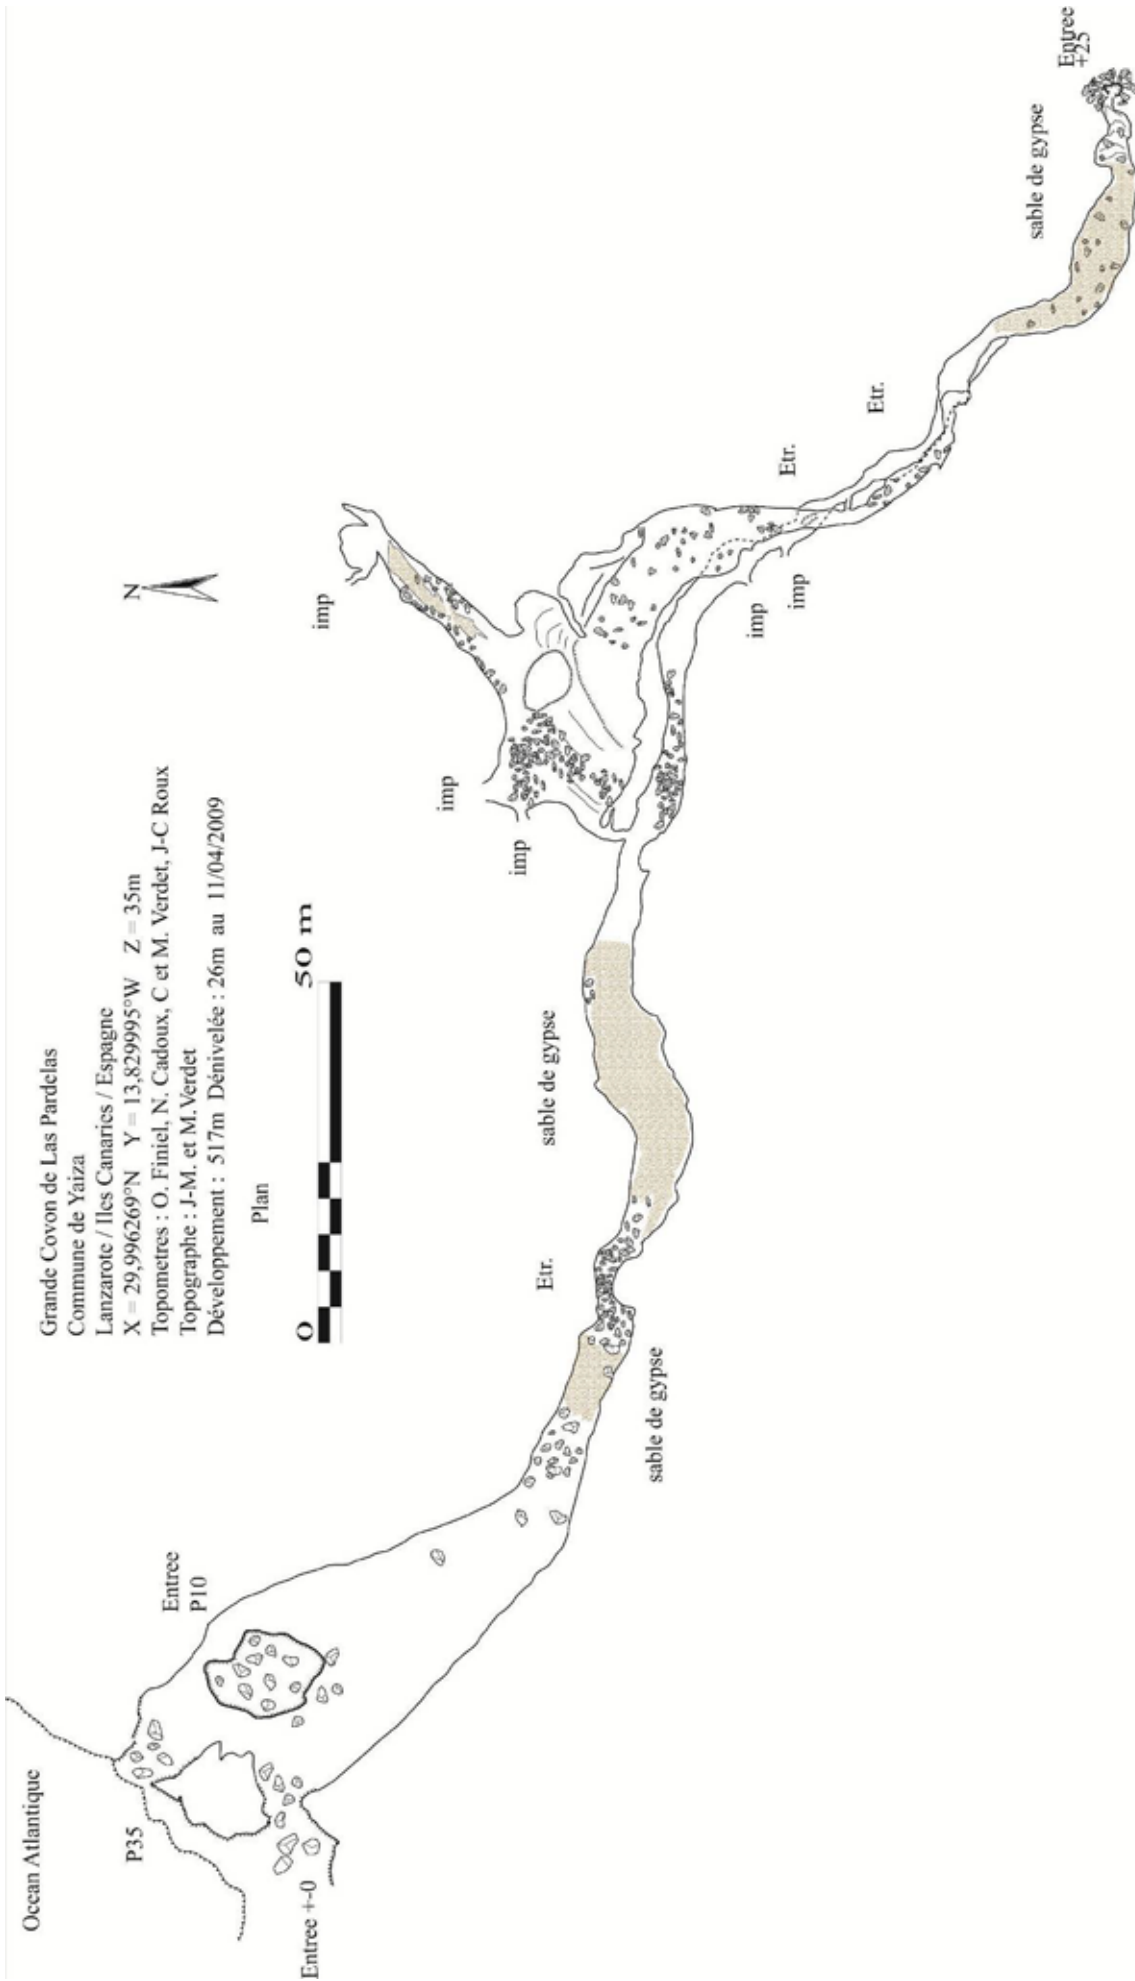 Grande Covon de Las Pardelas
Commune de Yaiza
Lanzarote / Iles Canaries / Espagne
X = 29,996269°N Y = 13,829995°W Z = 35m
Topometres : O. Finiel, N. Cadoux, C et M. Verdet, J-C Roux
Topographe : J-M. et M.Verdet
Développement : 517m Dénivelée : 26m au 11/04/2009
Plan
0 50 m
N
Ocean Atlantique
P35
Entree +-0
Entree
P10
sable de gypse
Etr.
sable de gypse
imp
imp
imp
imp
imp
Etr.
Etr.
sable de gypse
Entree
+25